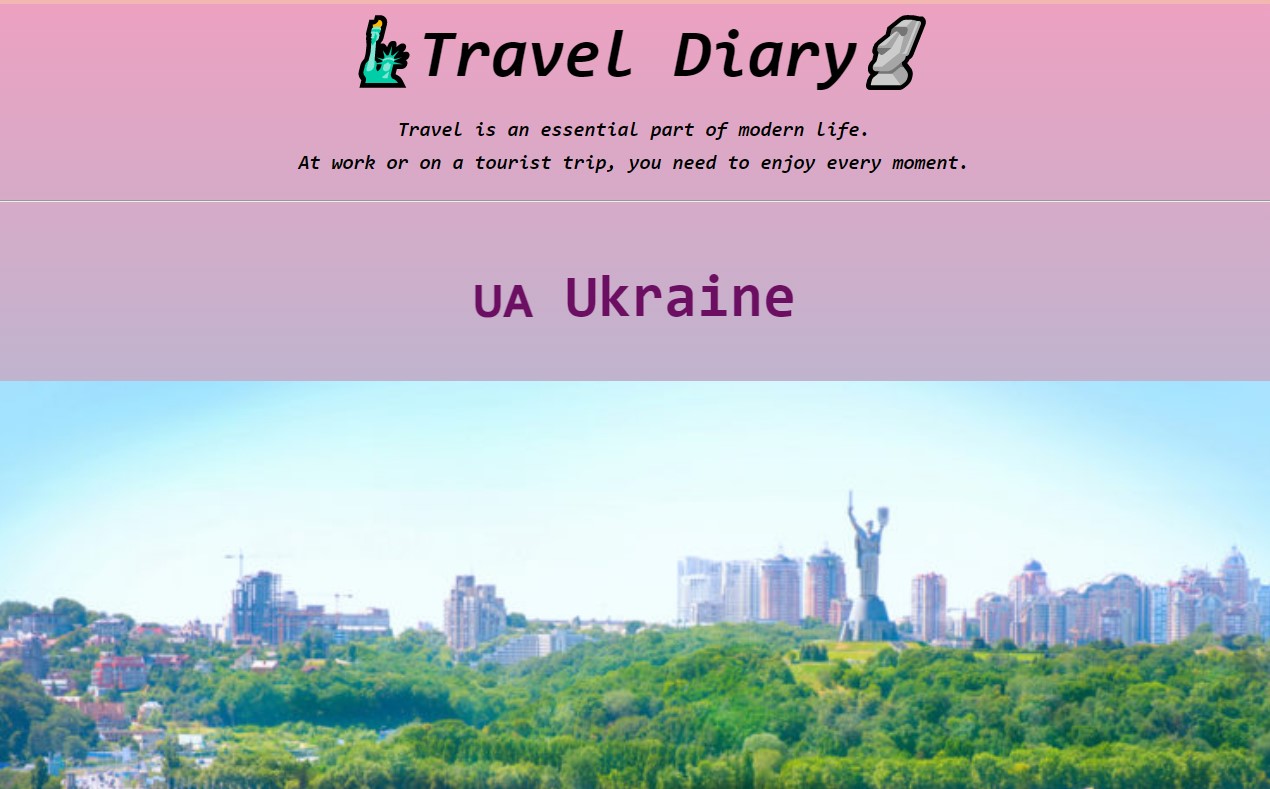 Travel Diary
Travel is an essential part of modern life.
At work or on a tourist trip, you need to enjoy every moment.
UA Ukraine